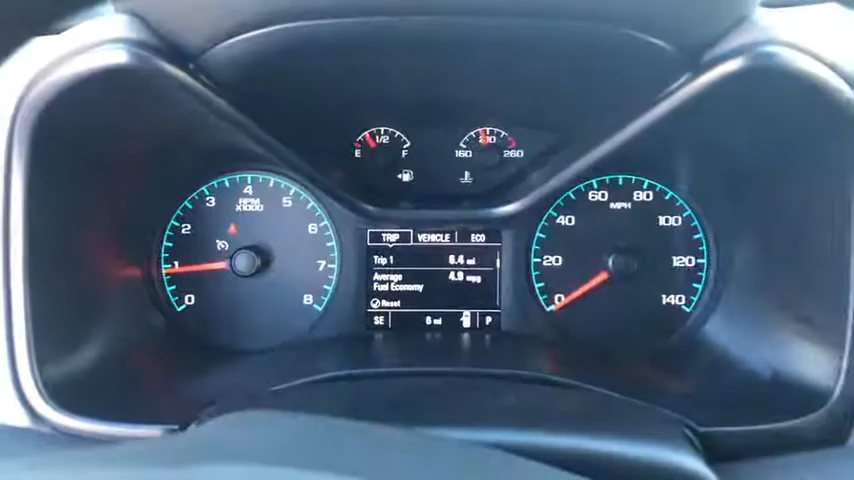 E 1/2 F
160 210 260
RPM
X1000
0 1 2 3 4 5 6 7 8
MPH
0 20 40 60 80 100 120 140
TRIP VEHICLE ECO
Trip 1 6.4 mi
Average 4.9 mpg
Fuel Economy
Reset
SE 6 mi P